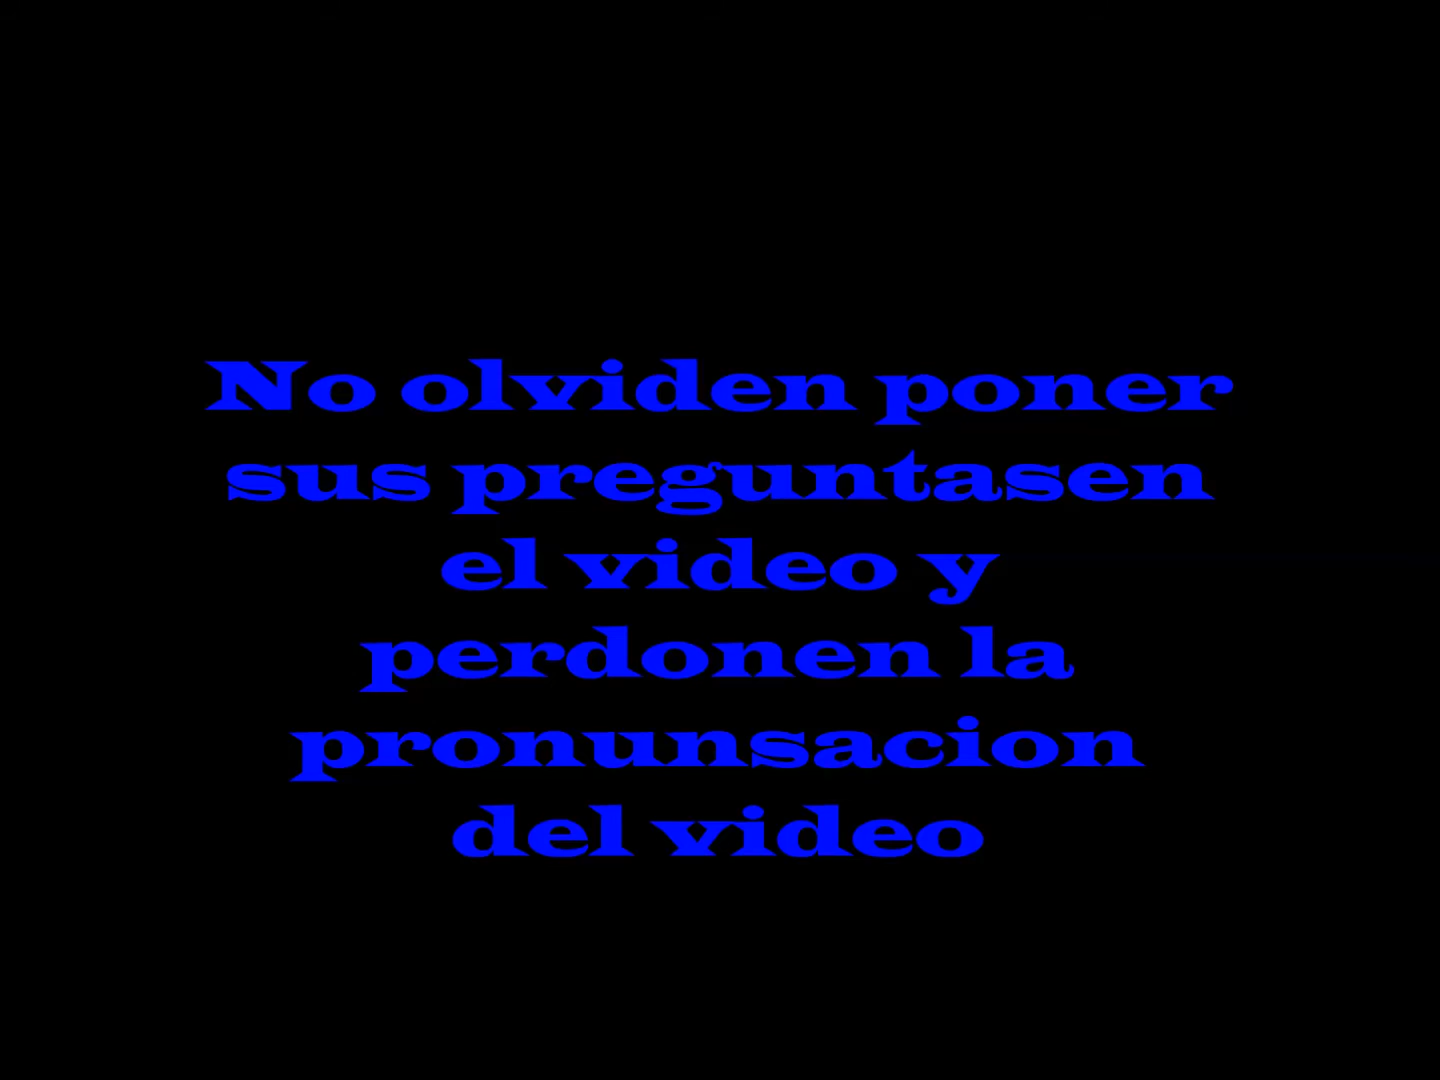 No olviden poner
sus preguntasen
el video y
perdonen la
pronunsacion
del video